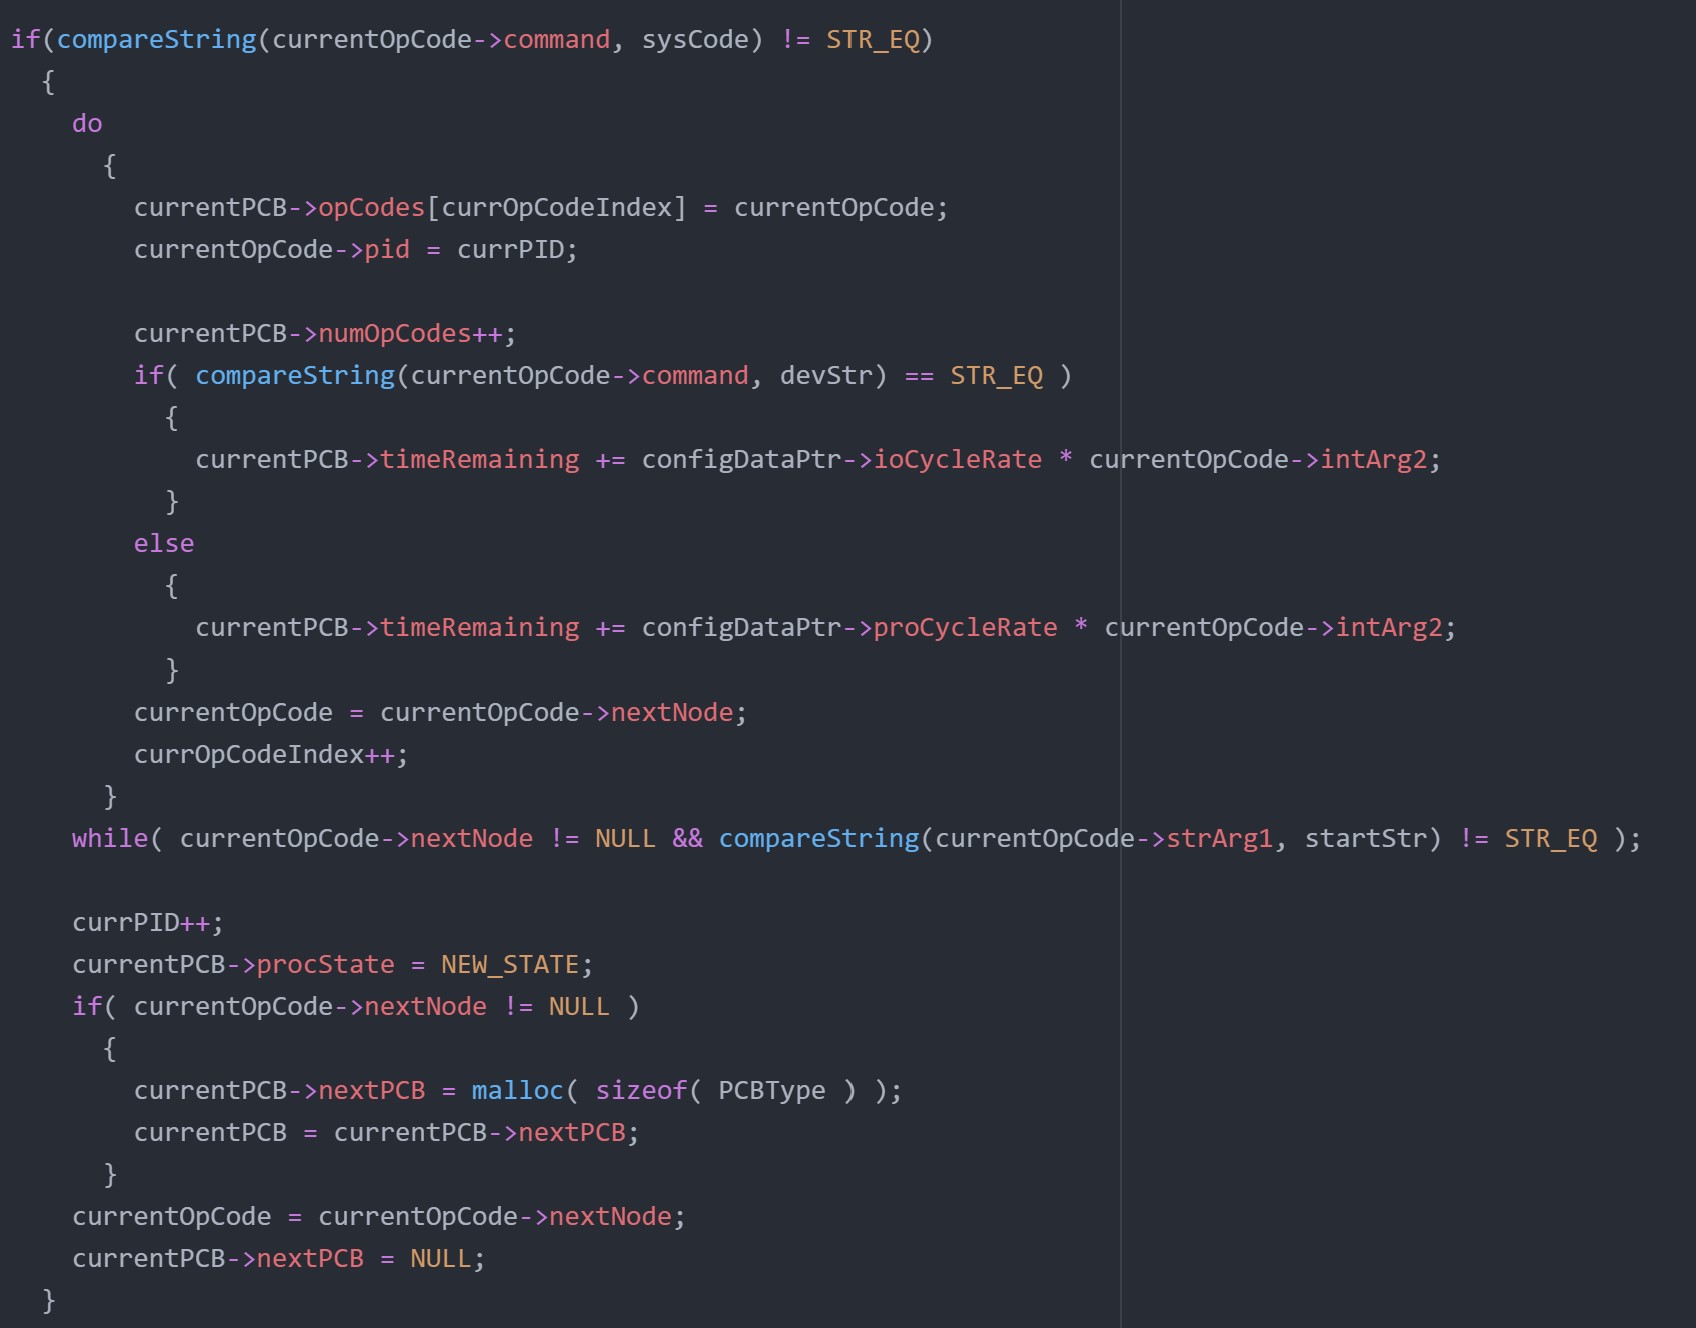 if(compareString(currentOpCode->command, sysCode) != STR_EQ)
  {
    do
      {
        currentPCB->opCodes[currOpCodeIndex] = currentOpCode;
        currentOpCode->pid = currPID;

        currentPCB->numOpCodes++;
        if( compareString(currentOpCode->command, devStr) == STR_EQ )
          {
            currentPCB->timeRemaining += configDataPtr->ioCycleRate * currentOpCode->intArg2;
          }
        else
          {
            currentPCB->timeRemaining += configDataPtr->proCycleRate * currentOpCode->intArg2;
          }
        currentOpCode = currentOpCode->nextNode;
        currOpCodeIndex++;
      }
    while( currentOpCode->nextNode != NULL && compareString(currentOpCode->strArg1, startStr) != STR_EQ );

    currPID++;
    currentPCB->procState = NEW_STATE;
    if( currentOpCode->nextNode != NULL )
      {
        currentPCB->nextPCB = malloc( sizeof( PCBType ) );
        currentPCB = currentPCB->nextPCB;
      }
    currentOpCode = currentOpCode->nextNode;
    currentPCB->nextPCB = NULL;
  }